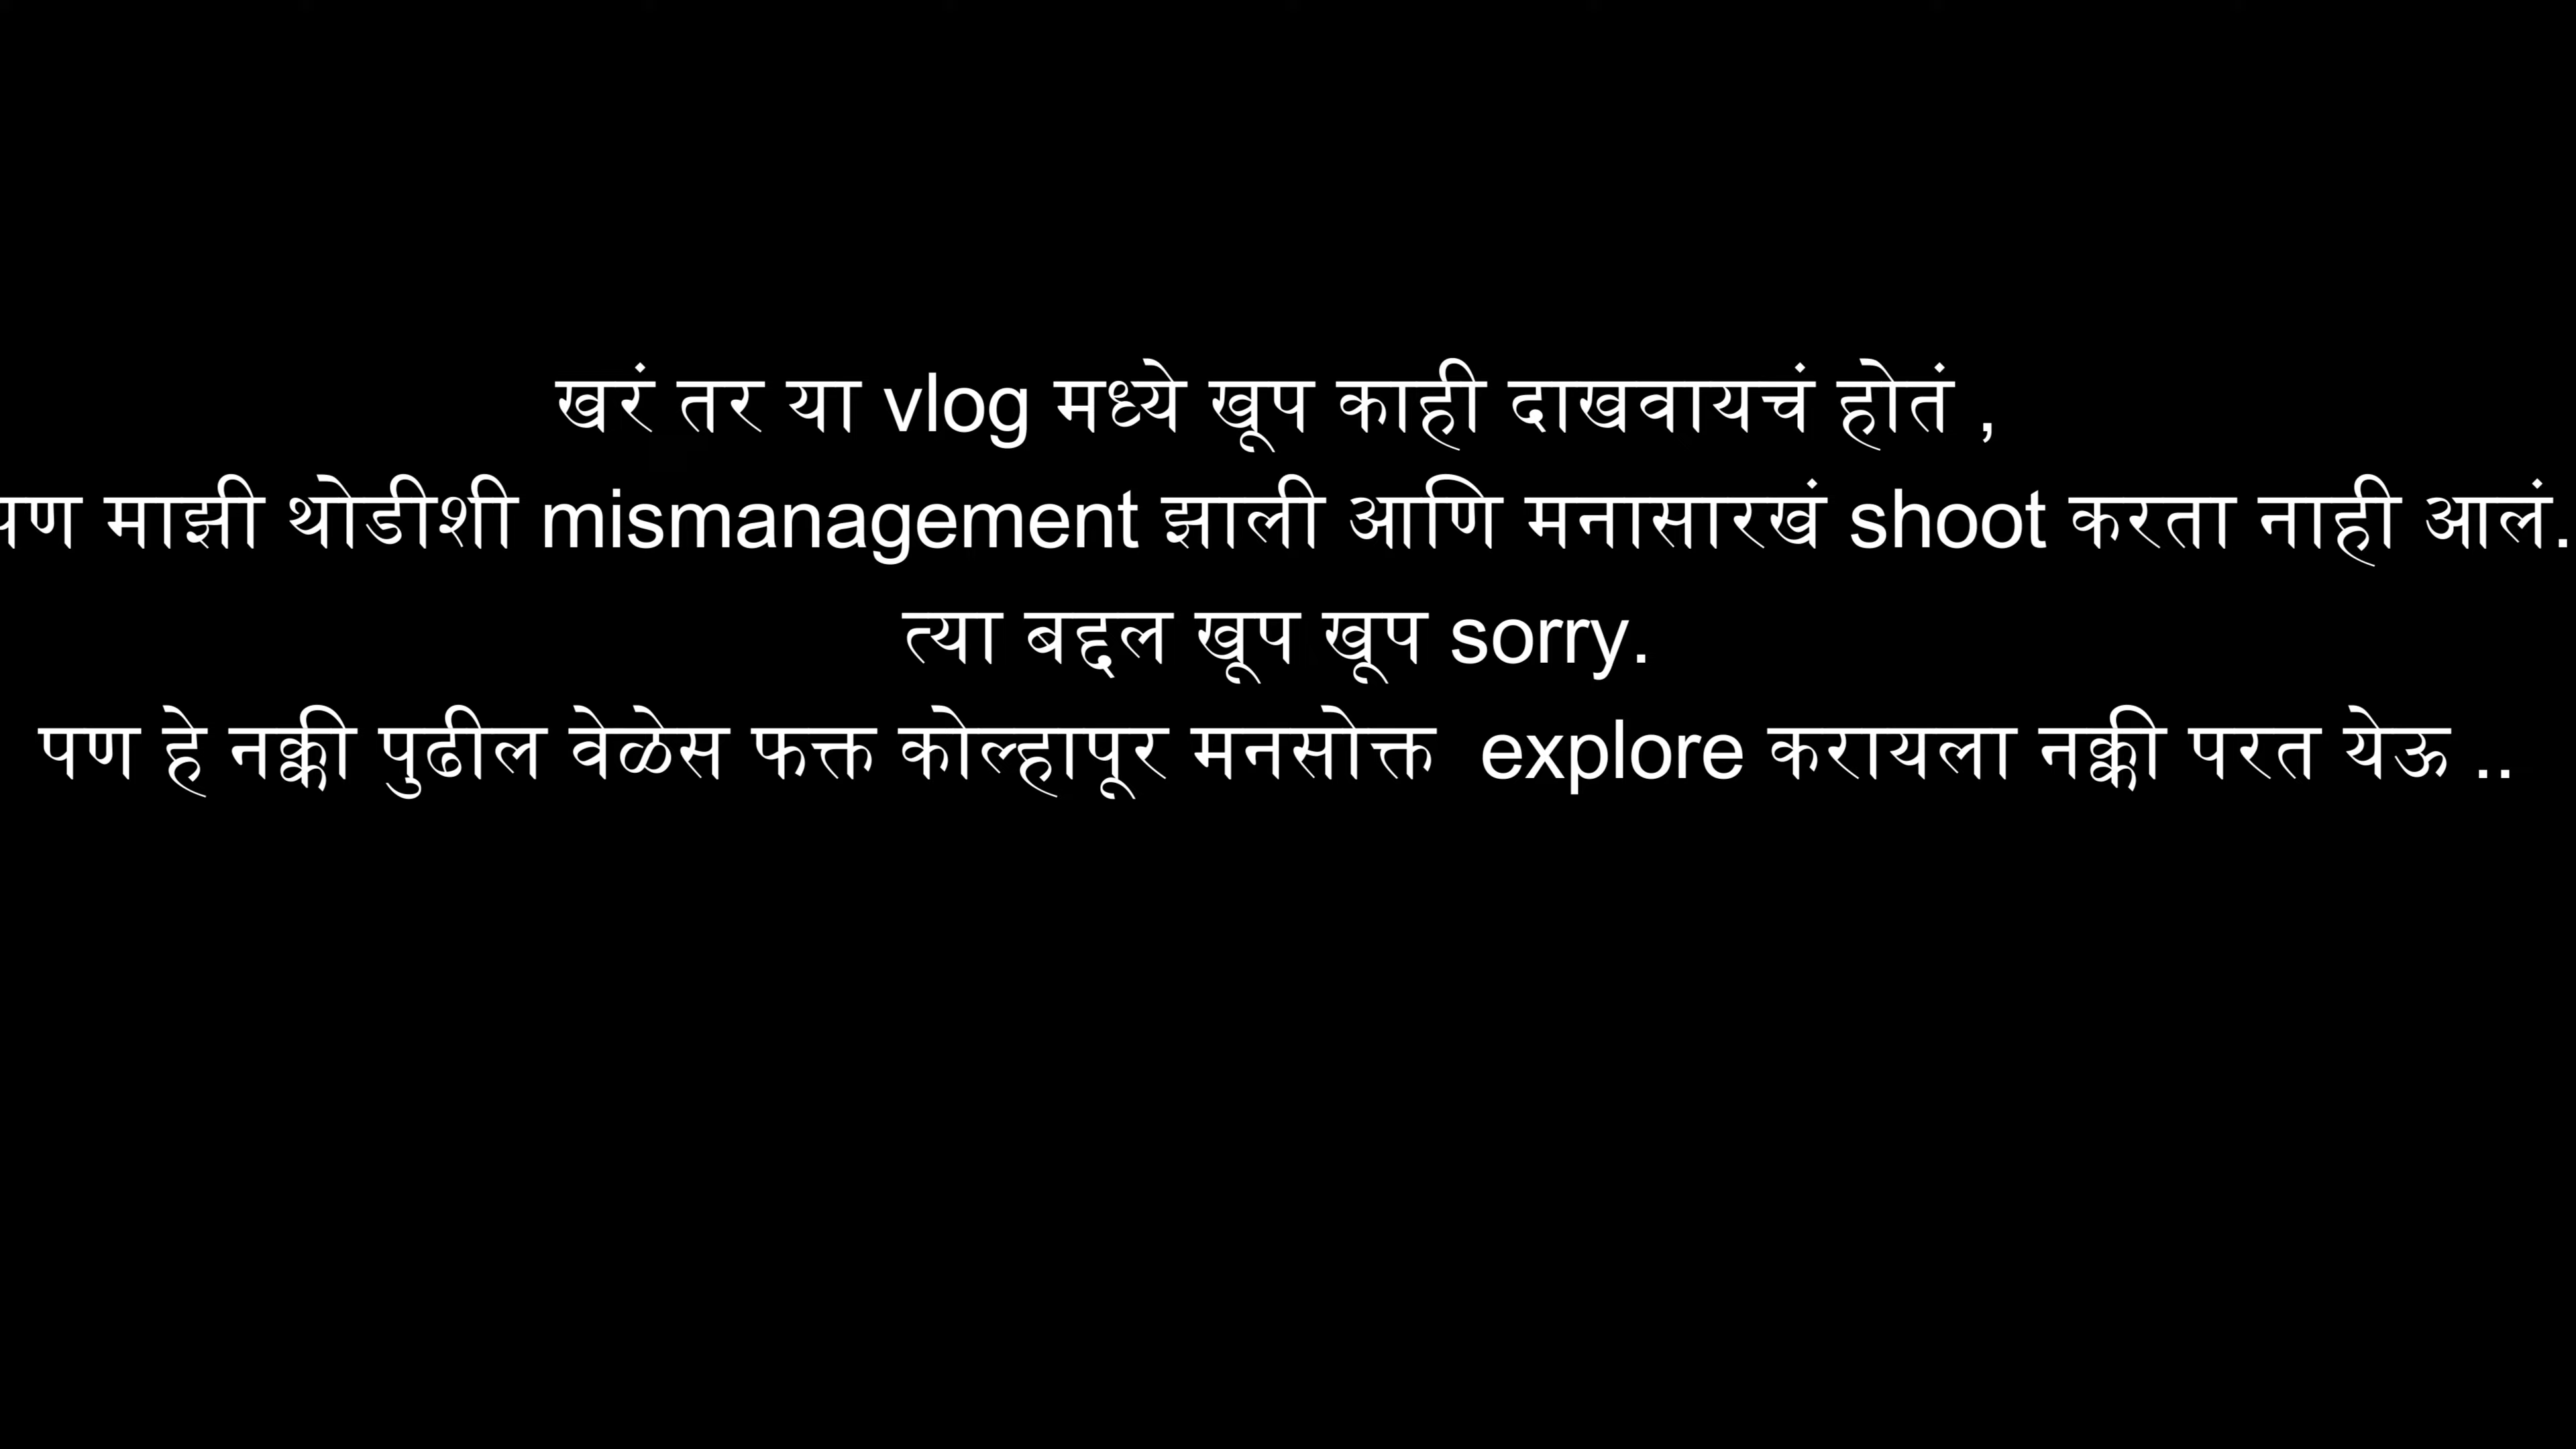 खरं तर या vlog मध्ये खूप काही दाखवायचं होतं ,
पण माझी थोडीशी mismanagement झाली आणि मनासारखं shoot करता नाही आलं.
त्या बद्दल खूप खूप sorry.
पण हे नक्की पुढील वेळेस फक्त कोल्हापूर मनसोक्त  explore करायला नक्की परत येऊ ..